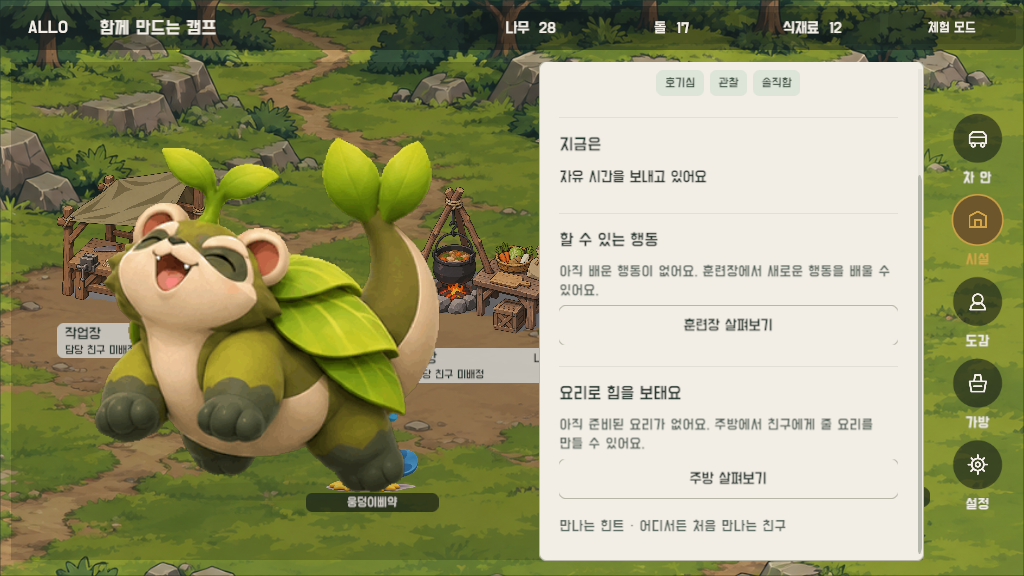 ALLO 함께 만드는 캠프 나무 28 돌 17 식재료 12 체험 모드
호기심 관찰 솔직함
지금은
자유 시간을 보내고 있어요
할 수 있는 행동
아직 배운 행동이 없어요. 훈련장에서 새로운 행동을 배울 수
있어요.
훈련장 살펴보기
요리로 힘을 보태요
아직 준비된 요리가 없어요. 주방에서 친구에게 줄 요리를
만들 수 있어요.
주방 살펴보기
만나는 힌트 · 어디서든 처음 만나는 친구
차 안
시설
도감
가방
설정
작업장
담당 친구 미배정
친구 미배정
웅덩이삐약